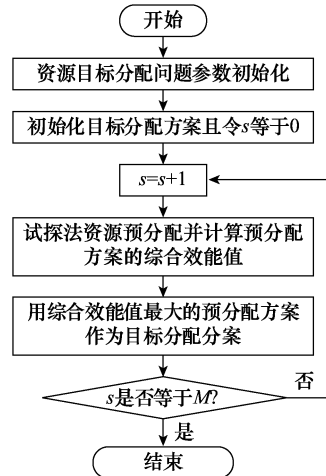 开始
资源目标分配问题参数初始化
初始化目标分配方案且令s等于0
s=s+1
试探法资源预分配并计算预分配
方案的综合效能值
用综合效能值最大的预分配方案
作为目标分配分案
s是否等于M?
否
是
结束